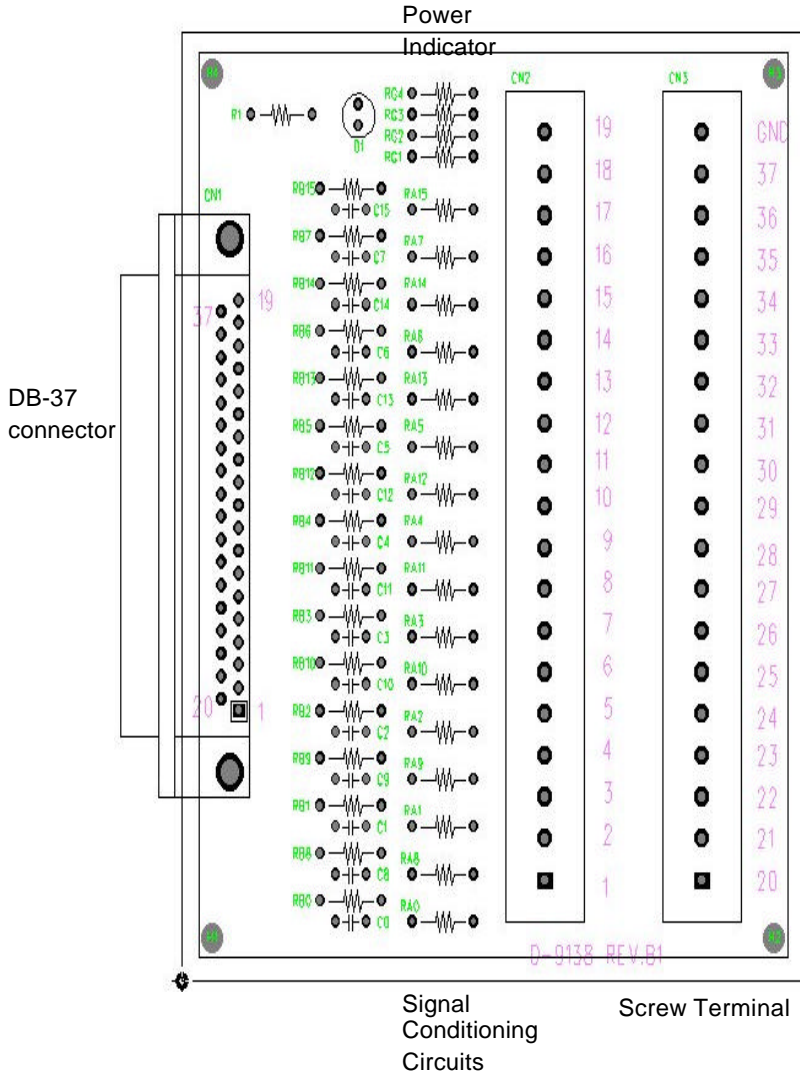 Power
Indicator
CN2
CN3
RG4
RG3
RG2
RG1
R1
D1
19
GND
18
37
17
36
16
35
15
34
14
33
13
32
12
31
11
30
10
29
9
28
8
27
7
26
6
25
5
24
4
23
3
22
2
21
1
20
CN1
19
37
20
1
DB-37
connector
RB15
C15
RA15
RB7
C7
RA7
RB14
C14
RA14
RB6
C6
RA6
RB13
C13
RA13
RB5
C5
RA5
RB12
C12
RA12
RB4
C4
RA4
RB11
C11
RA11
RB3
C3
RA3
RB10
C10
RA10
RB2
C2
RA2
RB9
C9
RA9
RB1
C1
RA1
RB8
C8
RA8
RB0
C0
RA0
H2
D-9138 REV.B1
Signal
Conditioning
Circuits
Screw Terminal